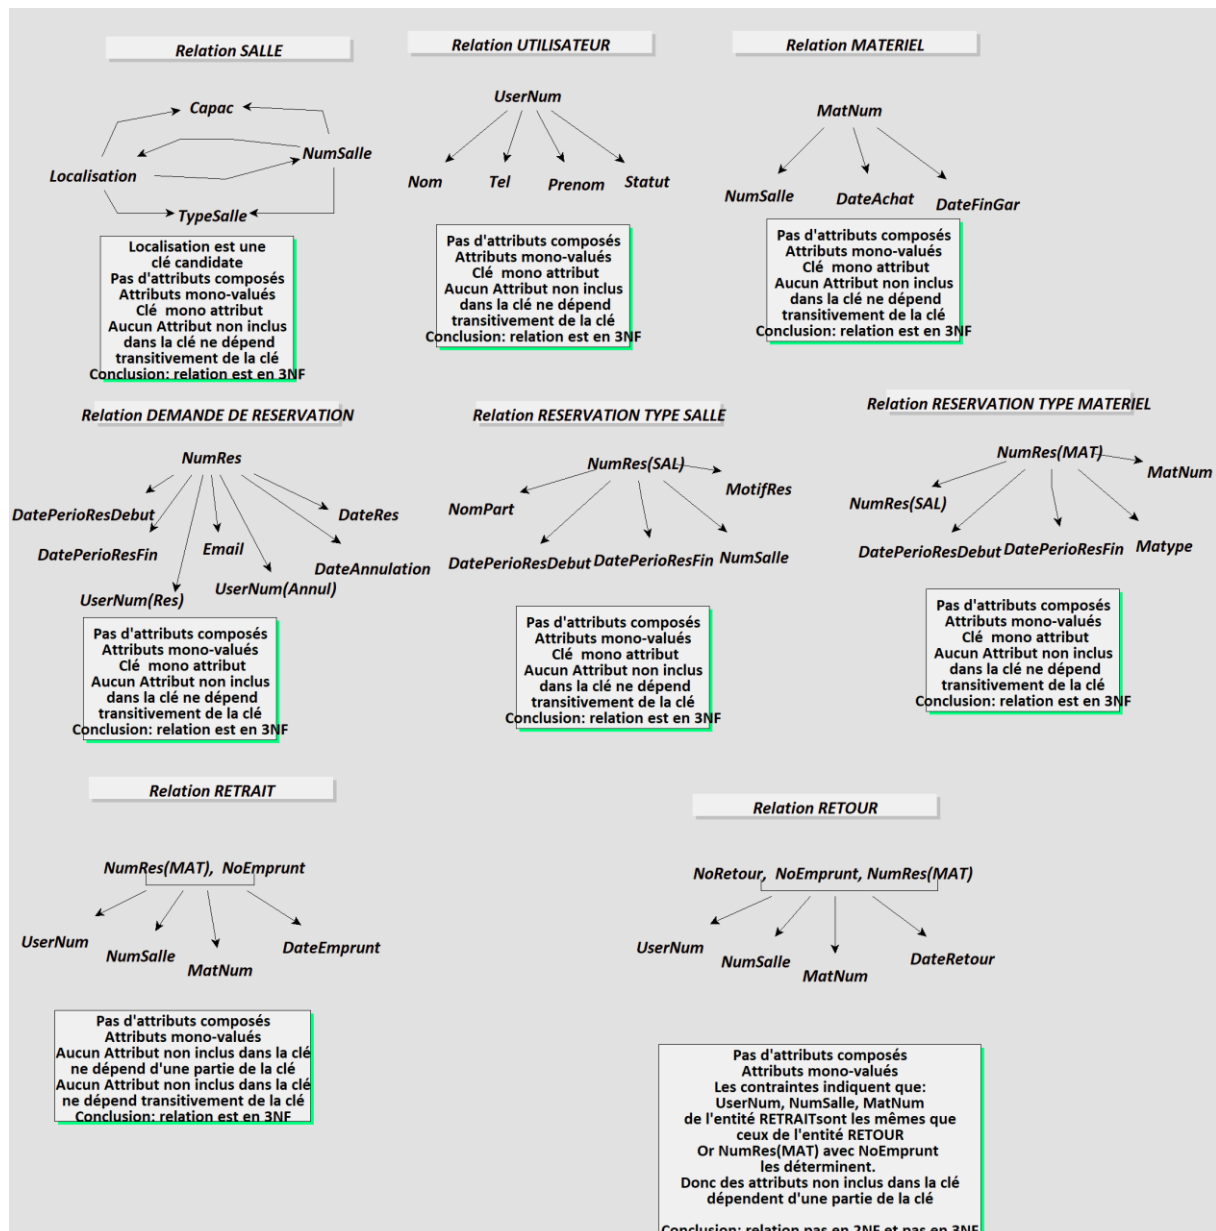 Relation SALLE
Capac
NumSalle
Localisation
TypeSalle
Localisation est une
clé candidate
Pas d'attributs composés
Attributs mono-valués
Clé mono attribut
Aucun Attribut non inclus
dans la clé ne dépend
transitivement de la clé
Conclusion: relation est en 3NF
Relation UTILISATEUR
UserNum
Nom
Tel
Prenom
Statut
Pas d'attributs composés
Attributs mono-valués
Clé mono attribut
Aucun Attribut non inclus
dans la clé ne dépend
transitivement de la clé
Conclusion: relation est en 3NF
Relation MATERIEL
MatNum
NumSalle
DateAchat
DateFinGar
Pas d'attributs composés
Attributs mono-valués
Clé mono attribut
Aucun Attribut non inclus
dans la clé ne dépend
transitivement de la clé
Conclusion: relation est en 3NF
Relation DEMANDE DE RESERVATION
NumRes
DatePerioResDebut
DateRes
DatePerioResFin
Email
DateAnnulation
UserNum(Annul)
UserNum(Res)
Pas d'attributs composés
Attributs mono-valués
Clé mono attribut
Aucun Attribut non inclus
dans la clé ne dépend
transitivement de la clé
Conclusion: relation est en 3NF
Relation RESERVATION TYPE SALLE
NumRes(SAL)
MotifRes
NomPart
DatePerioResDebut
DatePerioResFin
NumSalle
Pas d'attributs composés
Attributs mono-valués
Clé mono attribut
Aucun Attribut non inclus
dans la clé ne dépend
transitivement de la clé
Conclusion: relation est en 3NF
Relation RESERVATION TYPE MATERIEL
NumRes(MAT)
MatNum
NumRes(SAL)
DatePerioResDebut
DatePerioResFin
Matype
Pas d'attributs composés
Attributs mono-valués
Clé mono attribut
Aucun Attribut non inclus
dans la clé ne dépend
transitivement de la clé
Conclusion: relation est en 3NF
Relation RETRAIT
NumRes(MAT), NoEmprunt
UserNum
NumSalle
MatNum
DateEmprunt
Pas d'attributs composés
Attributs mono-valués
Aucun Attribut non inclus dans la clé
ne dépend d'une partie de la clé
Aucun Attribut non inclus dans la clé
ne dépend transitivement de la clé
Conclusion: relation est en 3NF
Relation RETOUR
NoRetour, NoEmprunt, NumRes(MAT)
UserNum
NumSalle
MatNum
DateRetour
Pas d'attributs composés
Attributs mono-valués
Les contraintes indiquent que:
UserNum, NumSalle, MatNum
de l'entité RETRAITsont les mêmes que
ceux de l'entité RETOUR
Or NumRes(MAT) avec NoEmprunt
les déterminent.
Donc des attributs non inclus dans la clé
dépendent d'une partie de la clé
Conclusion: relation pas en 2NF et pas en 3NF